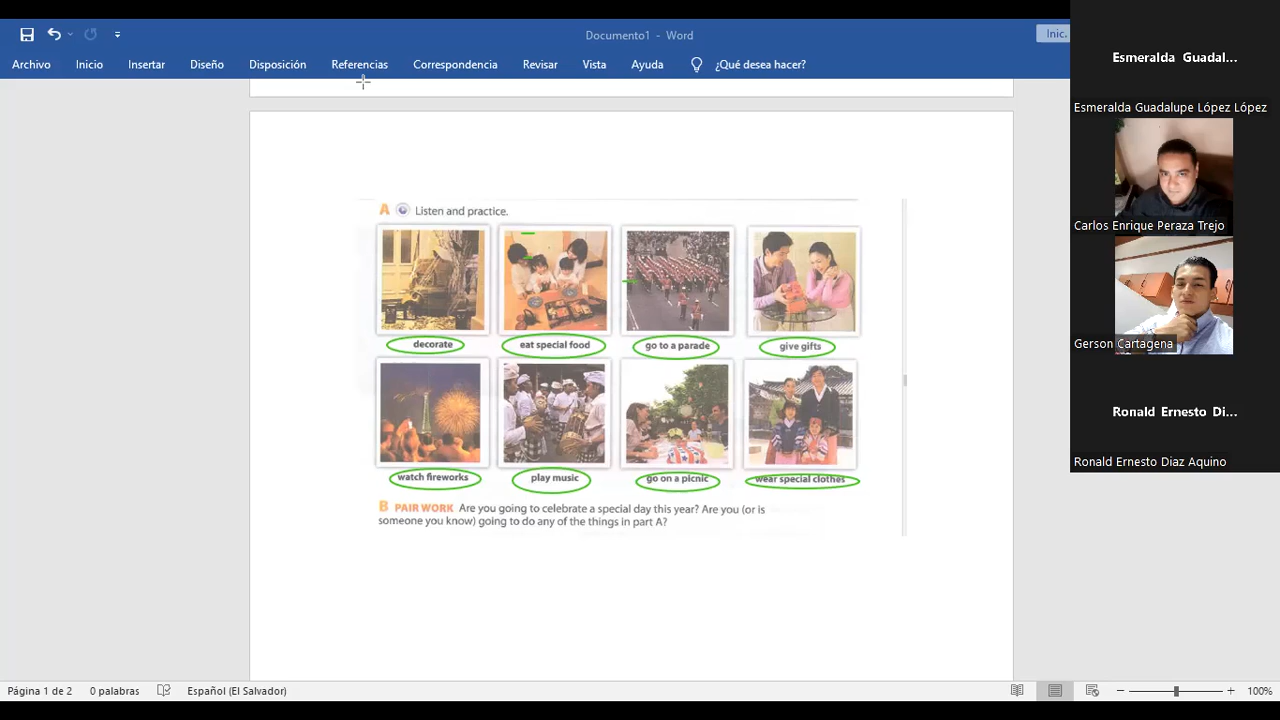 Documento1 - Word
Inic.
Archivo Inicio Insertar Diseño Disposición Referencias Correspondencia Revisar Vista Ayuda ¿Qué desea hacer?
Esmeralda Guadal...
Esmeralda Guadalupe López López
Carlos Enrique Peraza Trejo
Gerson Cartagena
Ronald Ernesto Di...
Ronald Ernesto Diaz Aquino
A Listen and practice.
decorate eat special food go to a parade give gifts
watch fireworks play music go on a picnic wear special clothes
B PAIR WORK Are you going to celebrate a special day this year? Are you (or is
someone you know) going to do any of the things in part A?
Página 1 de 2 0 palabras Español (El Salvador) 100%